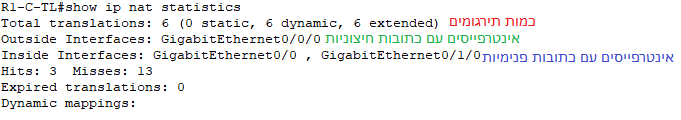 R1-C-TL#show ip nat statistics
Total translations: 6 (0 static, 6 dynamic, 6 extended) כמות תירגומים
Outside Interfaces: GigabitEthernet0/0/0 אינטרפייסים עם כתובות חיצוניות
Inside Interfaces: GigabitEthernet0/0 , GigabitEthernet0/1/0 אינטרפייסים עם כתובות פנימיות
Hits: 3 Misses: 13
Expired translations: 0
Dynamic mappings: